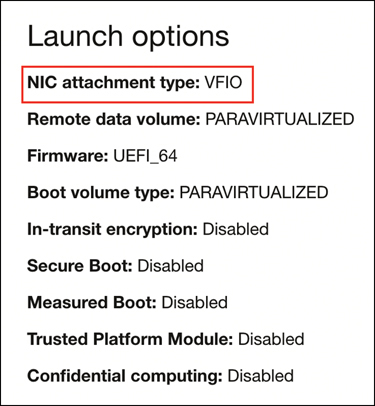 Launch options
NIC attachment type: VFIO
Remote data volume: PARAVIRTUALIZED
Firmware: UEFI_64
Boot volume type: PARAVIRTUALIZED
In-transit encryption: Disabled
Secure Boot: Disabled
Measured Boot: Disabled
Trusted Platform Module: Disabled
Confidential computing: Disabled